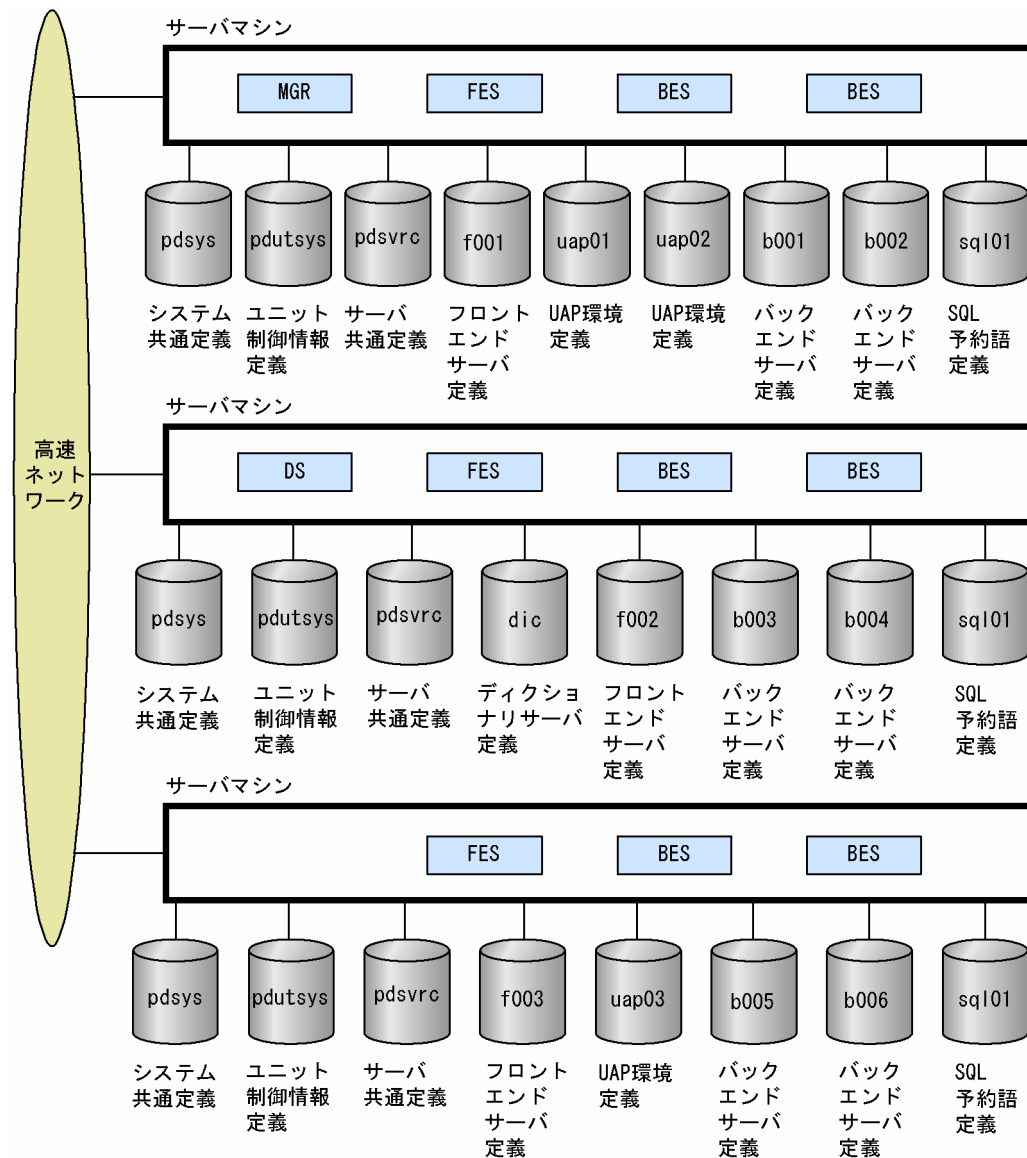 サーバマシン
MGR
FES
BES
BES
pdsys
pdutsys
pdsvrc
f001
uap01
uap02
b001
b002
sql01
システム
共通定義
ユニット
制御情報
定義
サーバ
共通定義
フロント
エンド
サーバ
定義
UAP環境
定義
UAP環境
定義
バック
エンド
サーバ
定義
バック
エンド
サーバ
定義
SQL
予約語
定義
高速
ネット
ワーク
サーバマシン
DS
FES
BES
BES
pdsys
pdutsys
pdsvrc
dic
f002
b003
b004
sql01
システム
共通定義
ユニット
制御情報
定義
サーバ
共通定義
ディクショ
ナリサーバ
定義
フロント
エンド
サーバ
定義
バック
エンド
サーバ
定義
バック
エンド
サーバ
定義
SQL
予約語
定義
サーバマシン
FES
BES
BES
pdsys
pdutsys
pdsvrc
f003
uap03
b005
b006
sql01
システム
共通定義
ユニット
制御情報
定義
サーバ
共通定義
フロント
エンド
サーバ
定義
UAP環境
定義
バック
エンド
サーバ
定義
バック
エンド
サーバ
定義
SQL
予約語
定義